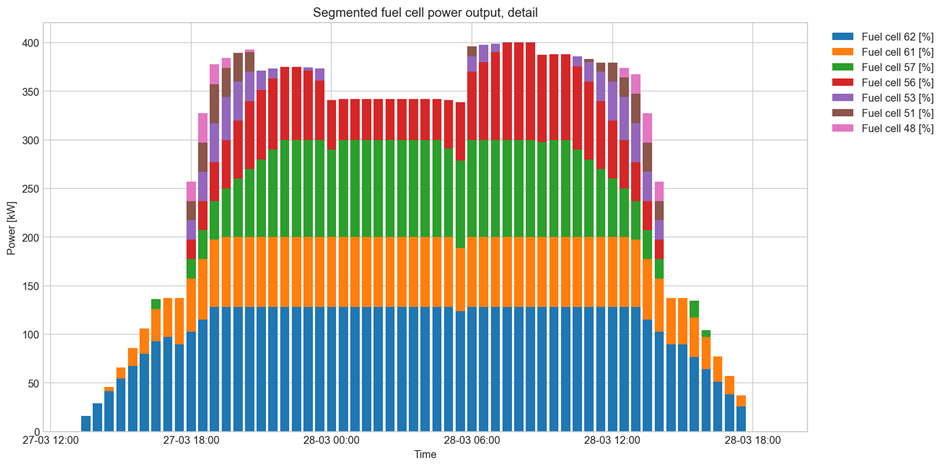 Segmented fuel cell power output, detail
400
350
300
250
200
150
100
50
0
Power [kW]
27-03 12:00
27-03 18:00
28-03 00:00
28-03 06:00
28-03 12:00
28-03 18:00
Time
Fuel cell 62 [%]
Fuel cell 61 [%]
Fuel cell 57 [%]
Fuel cell 56 [%]
Fuel cell 53 [%]
Fuel cell 51 [%]
Fuel cell 48 [%]